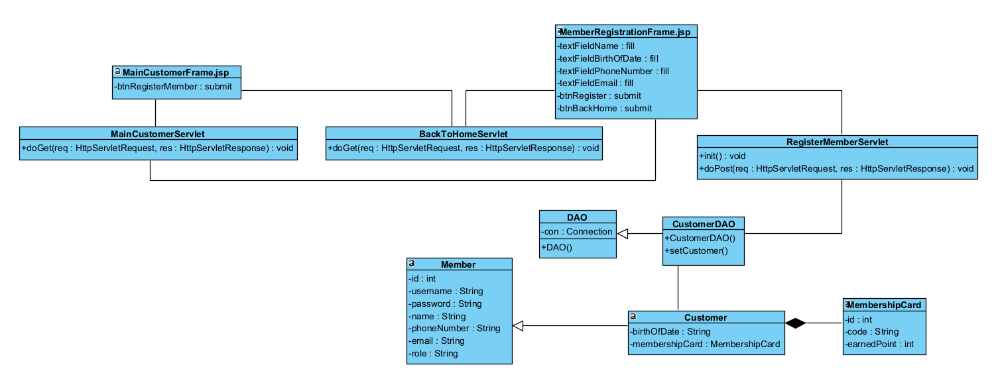 MemberRegistrationFrame.jsp
-textFieldName : fill
-textFieldBirthOfDate : fill
-textFieldPhoneNumber : fill
-textFieldEmail : fill
-btnRegister : submit
-btnBackHome : submit
a MainCustomerFrame.jsp
-btnRegisterMember : submit
MainCustomerServlet
+doGet(req : HttpServletRequest, res : HttpServletResponse) : void
BackToHomeServlet
+doGet(req : HttpServletRequest, res : HttpServletResponse) : void
RegisterMemberServlet
+init() : void
+doPost(req : HttpServletRequest, res : HttpServletResponse) : void
DAO
-con : Connection
+DAO()
CustomerDAO
+CustomerDAO()
+setCustomer()
a Member
-id : int
-username : String
-password : String
-name : String
-phoneNumber : String
-email : String
-role : String
a Customer
-birthOfDate : String
-membershipCard : MembershipCard
MembershipCard
-id : int
-code : String
-earnedPoint : int